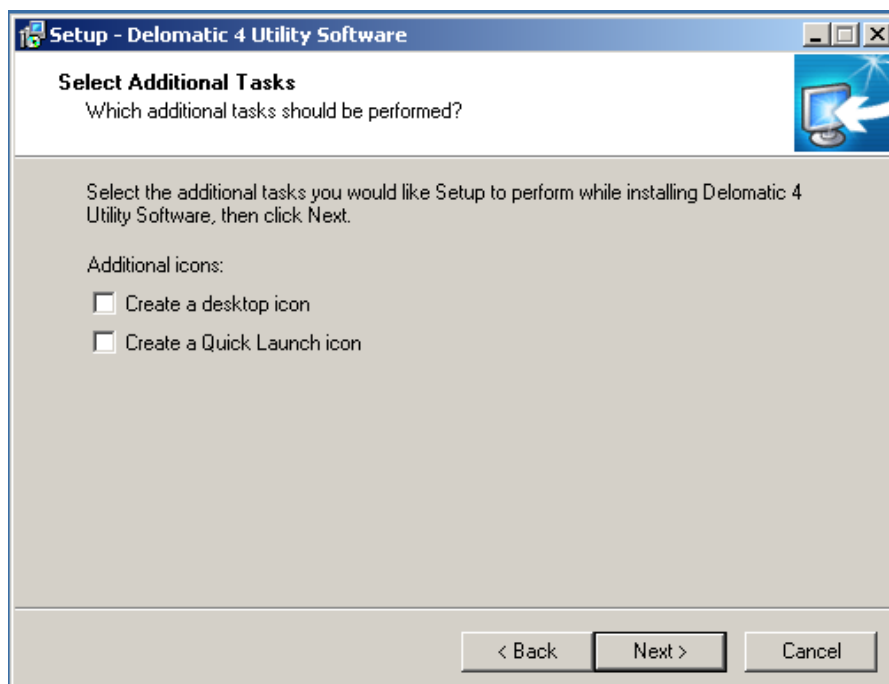 Setup - Delomatic 4 Utility Software
Select Additional Tasks
Which additional tasks should be performed?
Select the additional tasks you would like Setup to perform while installing Delomatic 4
Utility Software, then click Next.
Additional icons:
Create a desktop icon
Create a Quick Launch icon
< Back
Next >
Cancel